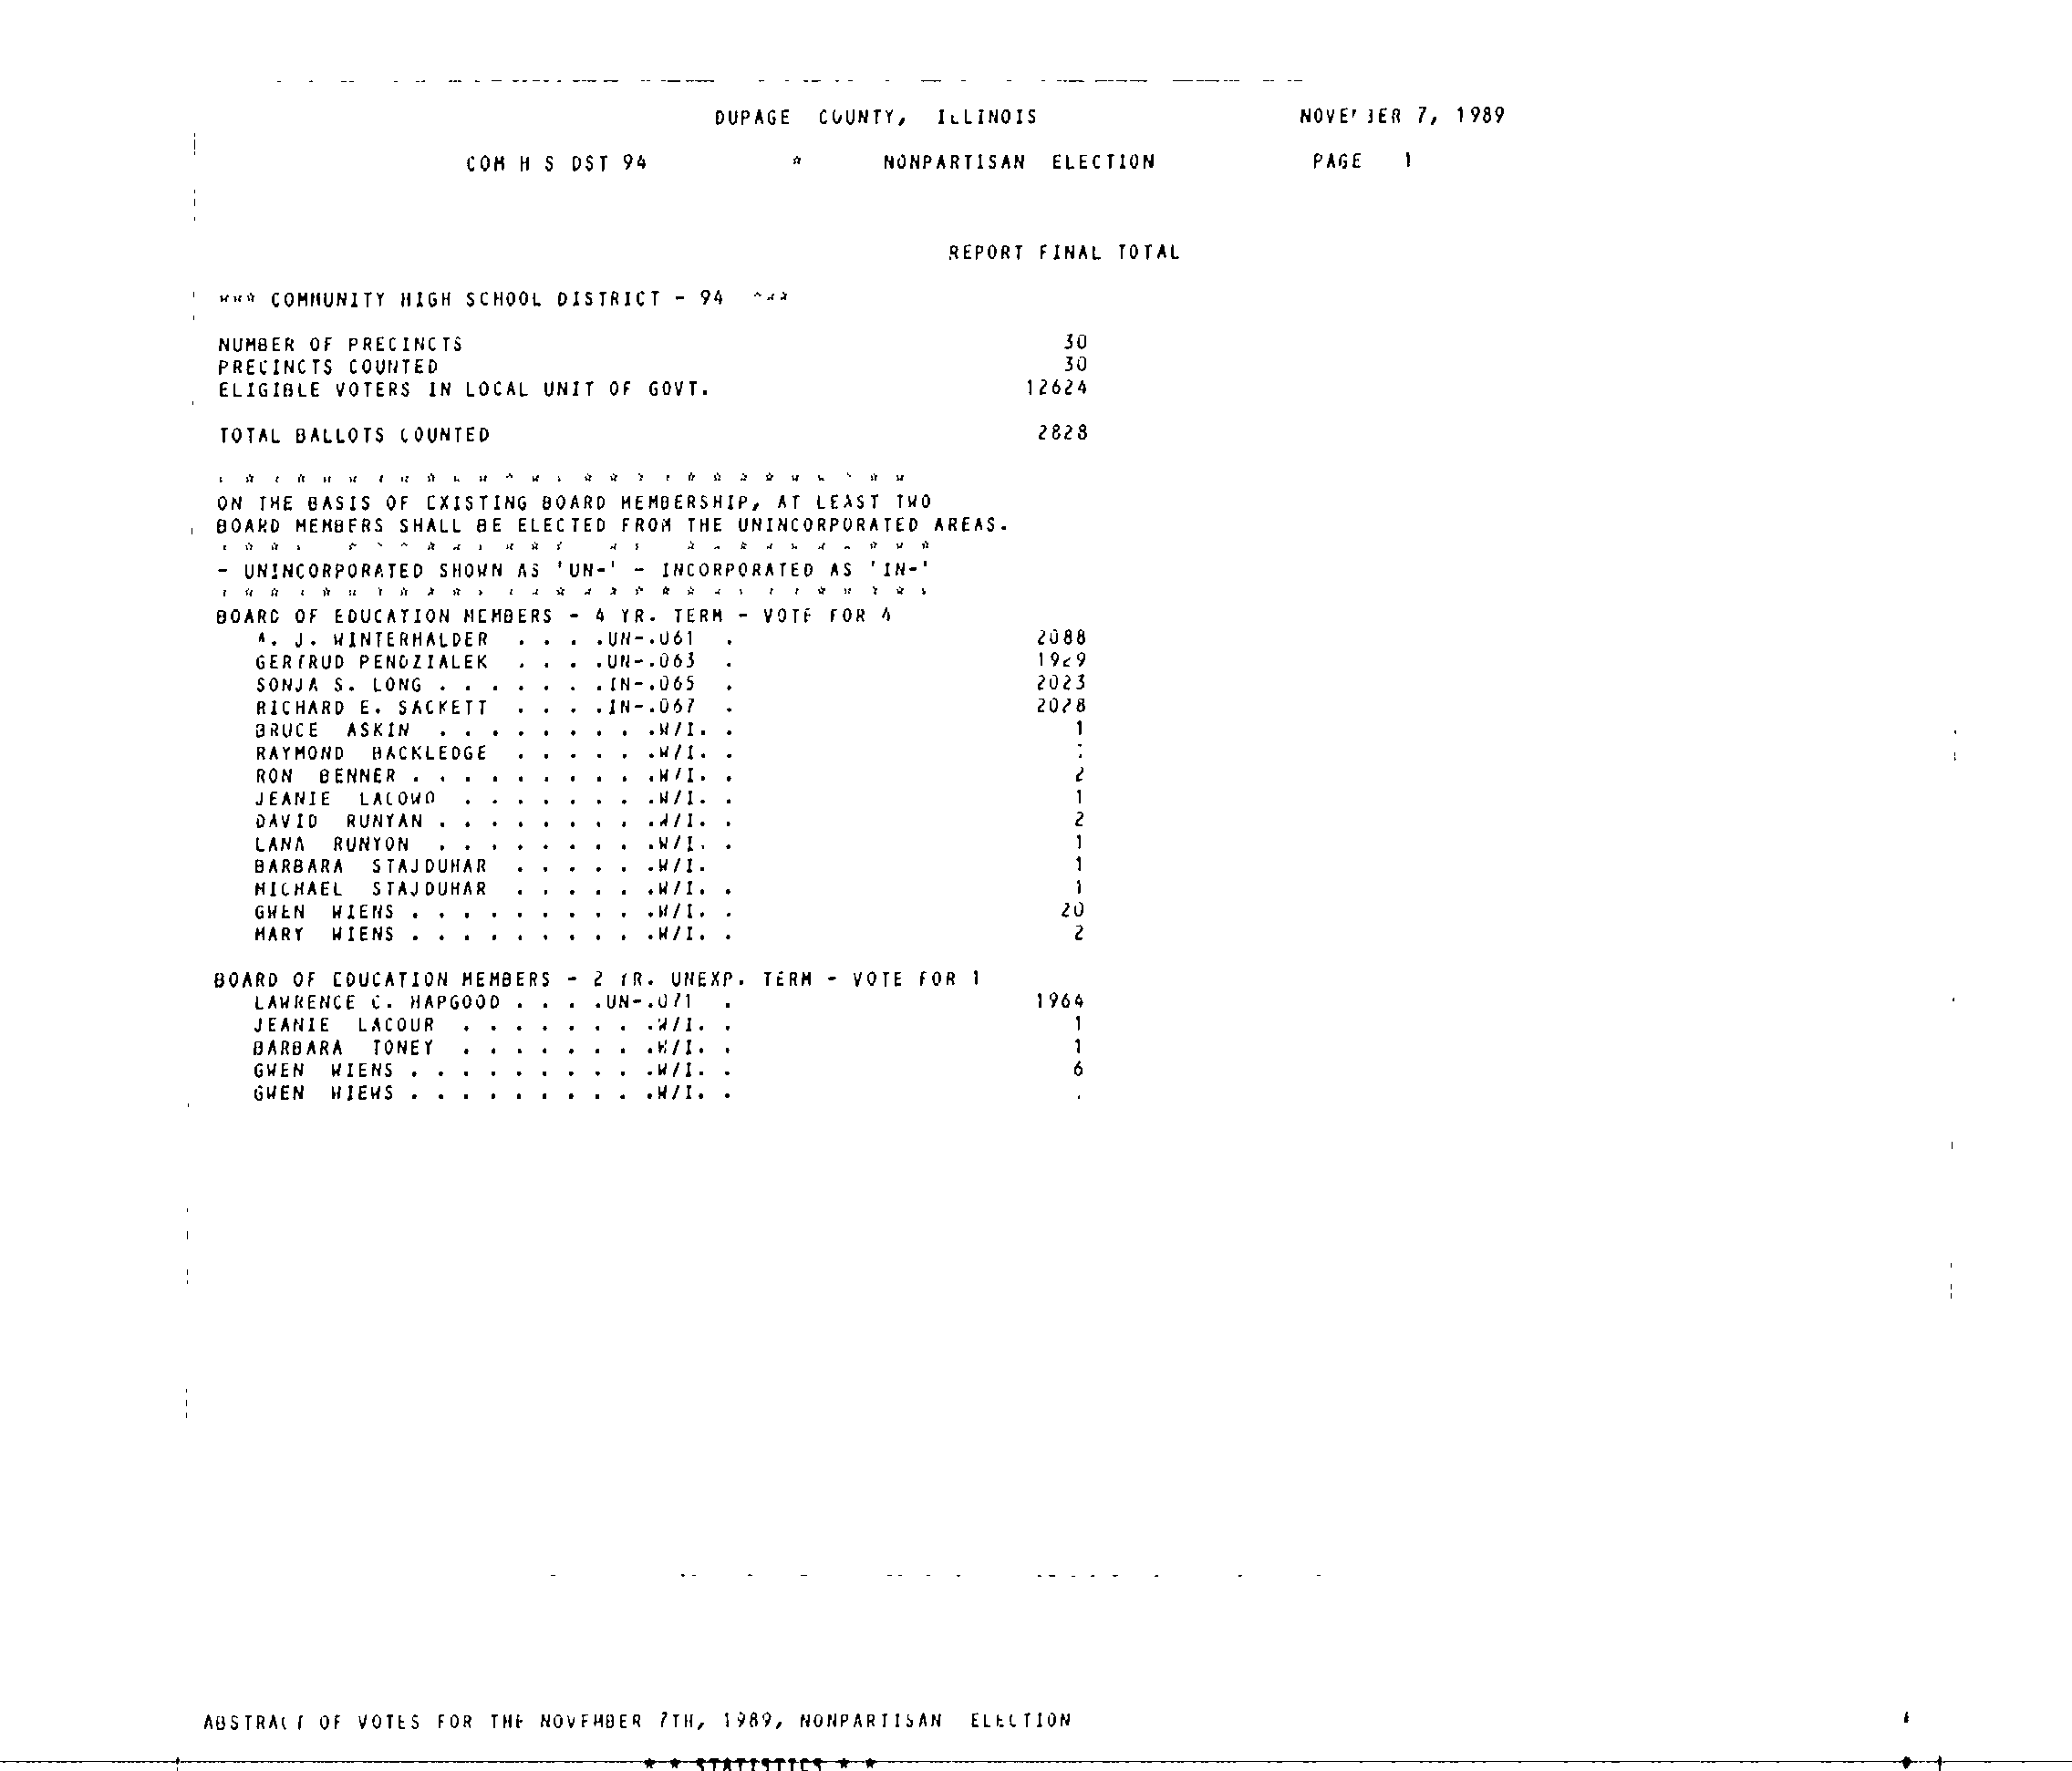 DUPAGE COUNTY, ILLINOIS NOVEMBER 7, 1989
COM H S DST 94 * NONPARTISAN ELECTION PAGE 1
REPORT FINAL TOTAL
*** COMMUNITY HIGH SCHOOL DISTRICT - 94 ***
NUMBER OF PRECINCTS 30
PRECINCTS COUNTED 30
ELIGIBLE VOTERS IN LOCAL UNIT OF GOVT. 12624
TOTAL BALLOTS COUNTED 2828
ON THE BASIS OF EXISTING BOARD MEMBERSHIP, AT LEAST TWO
BOARD MEMBERS SHALL BE ELECTED FROM THE UNINCORPORATED AREAS.
- UNINCORPORATED SHOWN AS 'UN-' - INCORPORATED AS 'IN-'
BOARD OF EDUCATION MEMBERS - 4 YR. TERM - VOTE FOR 4
A. J. WINTERHALDER . . . .UN-.061 . 2088
GERTRUD PENDZIALEK . . . .UN-.063 . 1929
SONJA S. LONG . . . . . . .IN-.065 . 2023
RICHARD E. SACKETT . . . .IN-.067 . 2028
BRUCE ASKIN . . . . . . . . .W/I. . 1
RAYMOND BACKLEDGE . . . . . .W/I. .
RON BENNER . . . . . . . . . .W/I. . 2
JEANIE LACOWD . . . . . . . .W/I. . 1
DAVID RUNYAN . . . . . . . . .W/I. . 2
LANA RUNYON . . . . . . . . .W/I. . 1
BARBARA STAJDUHAR . . . . . .W/I. 1
MICHAEL STAJDUHAR . . . . . .W/I. . 1
GWEN WIENS . . . . . . . . . .W/I. . 20
MARY WIENS . . . . . . . . . .W/I. . 2
BOARD OF EDUCATION MEMBERS - 2 YR. UNEXP. TERM - VOTE FOR 1
LAWRENCE C. HAPGOOD . . . .UN-.071 . 1964
JEANIE LACOUR . . . . . . . .W/I. . 1
BARBARA TONEY . . . . . . . .W/I. . 1
GWEN WIENS . . . . . . . . . .W/I. . 6
GWEN WIEWS . . . . . . . . . .W/I. .
ABSTRACT OF VOTES FOR THE NOVEMBER 7TH, 1989, NONPARTISAN ELECTION
* * STATISTICS * *